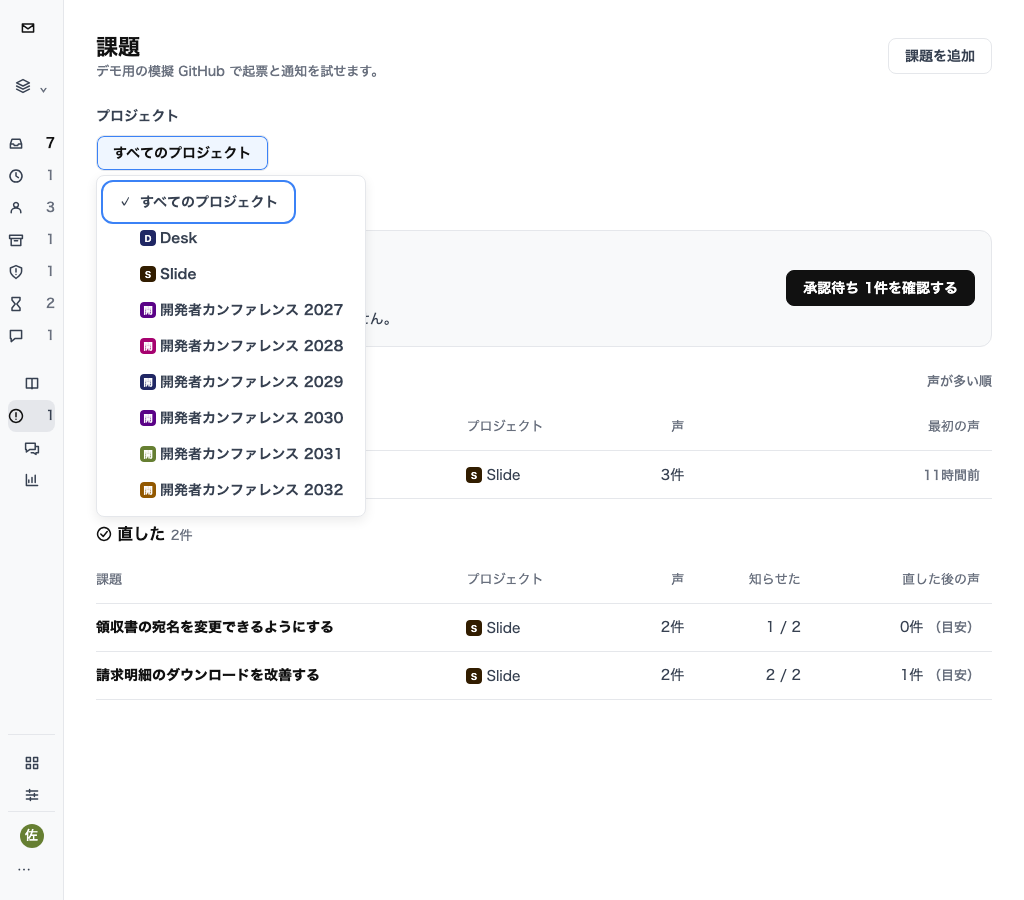 課題
デモ用の模擬 GitHub で起票と通知を試せます。
課題を追加
プロジェクト
すべてのプロジェクト
✓ すべてのプロジェクト
D Desk
S Slide
開 開発者カンファレンス 2027
開 開発者カンファレンス 2028
開 開発者カンファレンス 2029
開 開発者カンファレンス 2030
開 開発者カンファレンス 2031
開 開発者カンファレンス 2032
ん。
承認待ち 1件を確認する
声が多い順
プロジェクト 声 最初の声
S Slide 3件 11時間前
直した 2件
課題 プロジェクト 声 知らせた 直した後の声
領収書の宛名を変更できるようにする S Slide 2件 1 / 2 0件 （目安）
請求明細のダウンロードを改善する S Slide 2件 2 / 2 1件 （目安）
7
1
3
1
1
2
1
1
佐
…